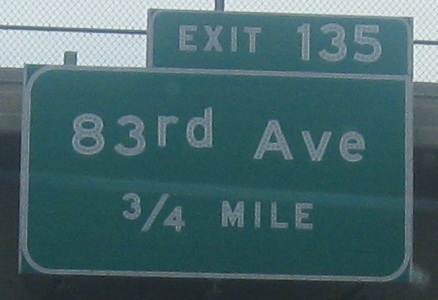 EXIT 135
83rd Ave
3/4 MILE